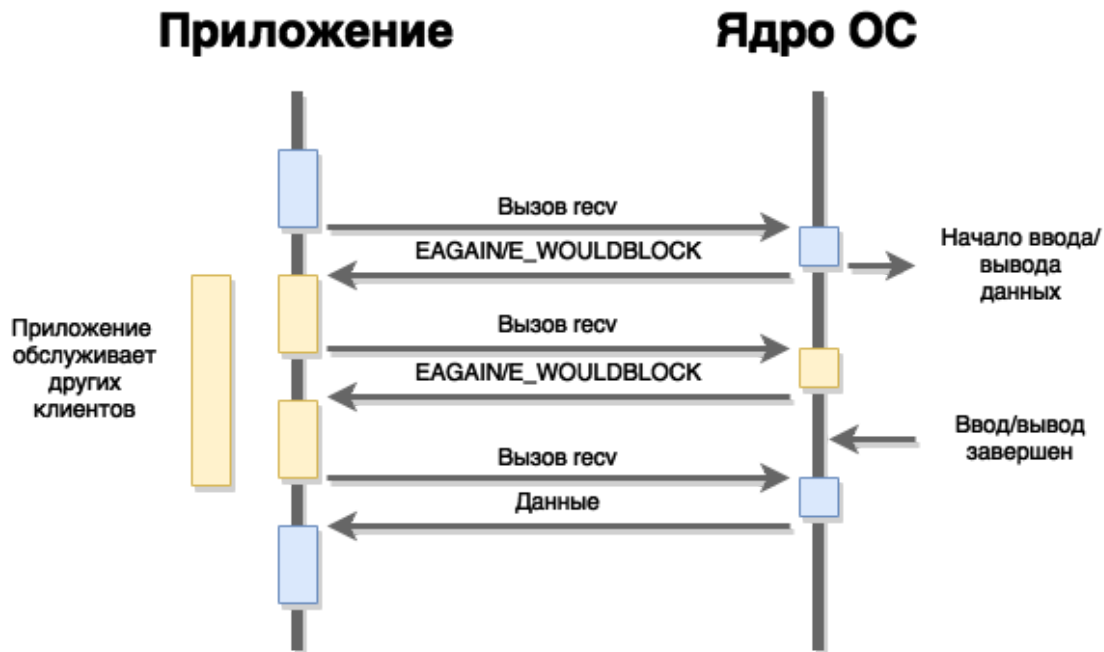 Приложение
Ядро ОС
Вызов recv
EAGAIN/E_WOULDBLOCK
Начало ввода/
вывода
данных
Приложение
обслуживает
других
клиентов
Вызов recv
EAGAIN/E_WOULDBLOCK
Ввод/вывод
завершен
Вызов recv
Данные